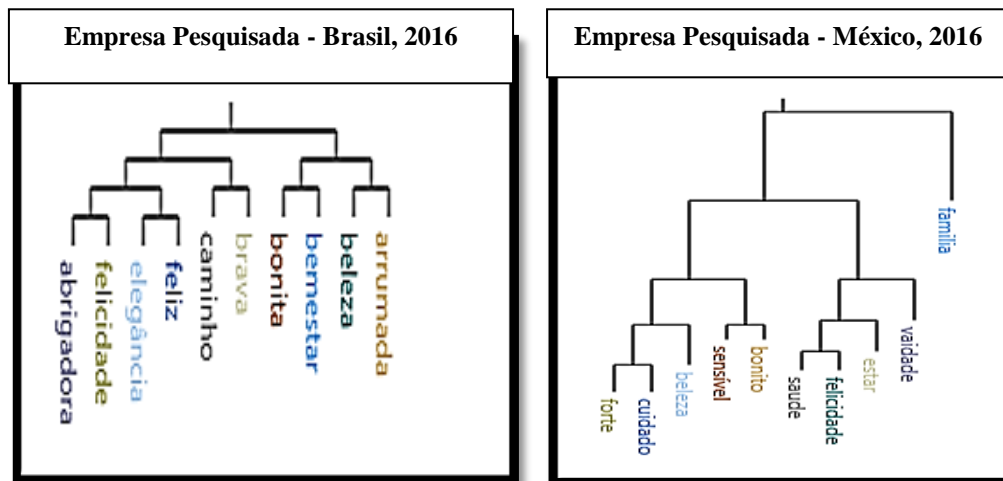 Empresa Pesquisada - Brasil, 2016
abrigadora
felicidade
elegância
feliz
caminho
brava
bonita
bemestar
beleza
arrumada
Empresa Pesquisada - México, 2016
forte
cuidado
beleza
sensível
bonito
saude
felicidade
estar
vaidade
familia